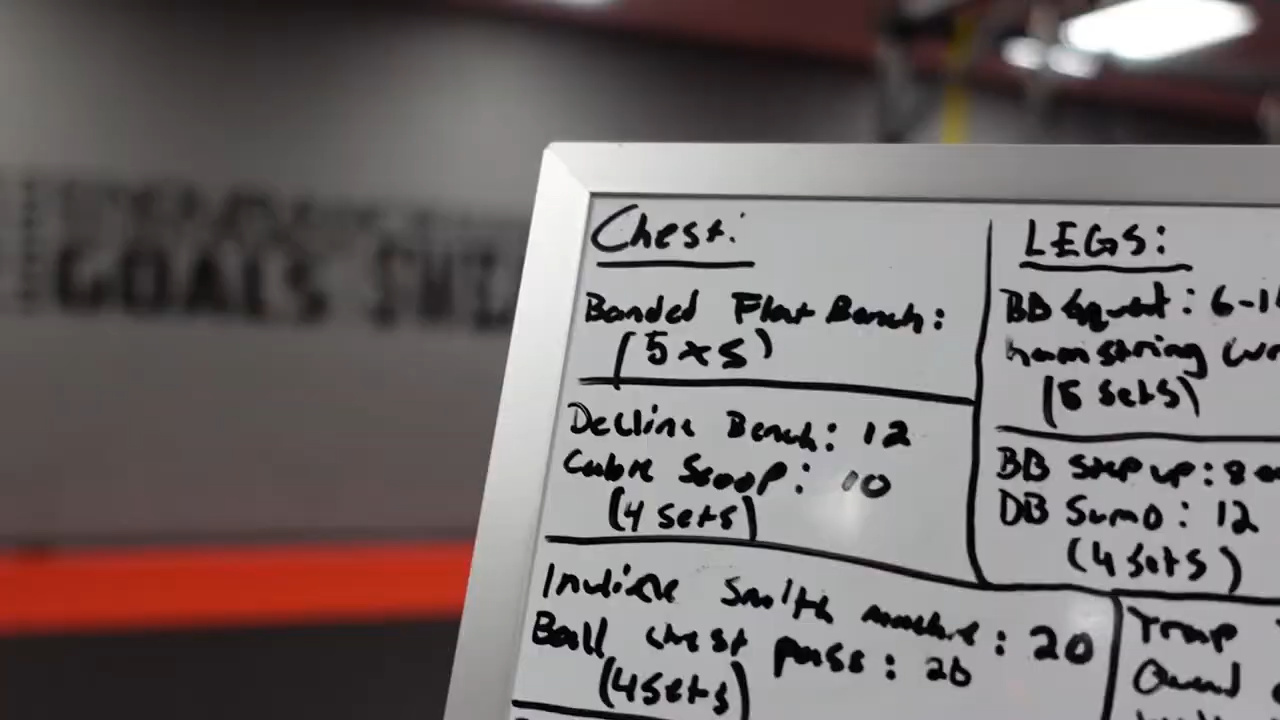 Chest:
Banded Flat Bench:
(5x5)
Decline Bench: 12
Cable Scoop: 10
(4 sets)
Incline Smith machine: 20
Ball chest pass: 20
(4 sets)
LEGS:
BB Squat: 6-1
hamstring
(5 sets)
BB step up: 8
DB Sumo: 12
(4 sets)
Trap
Quad
GOALS